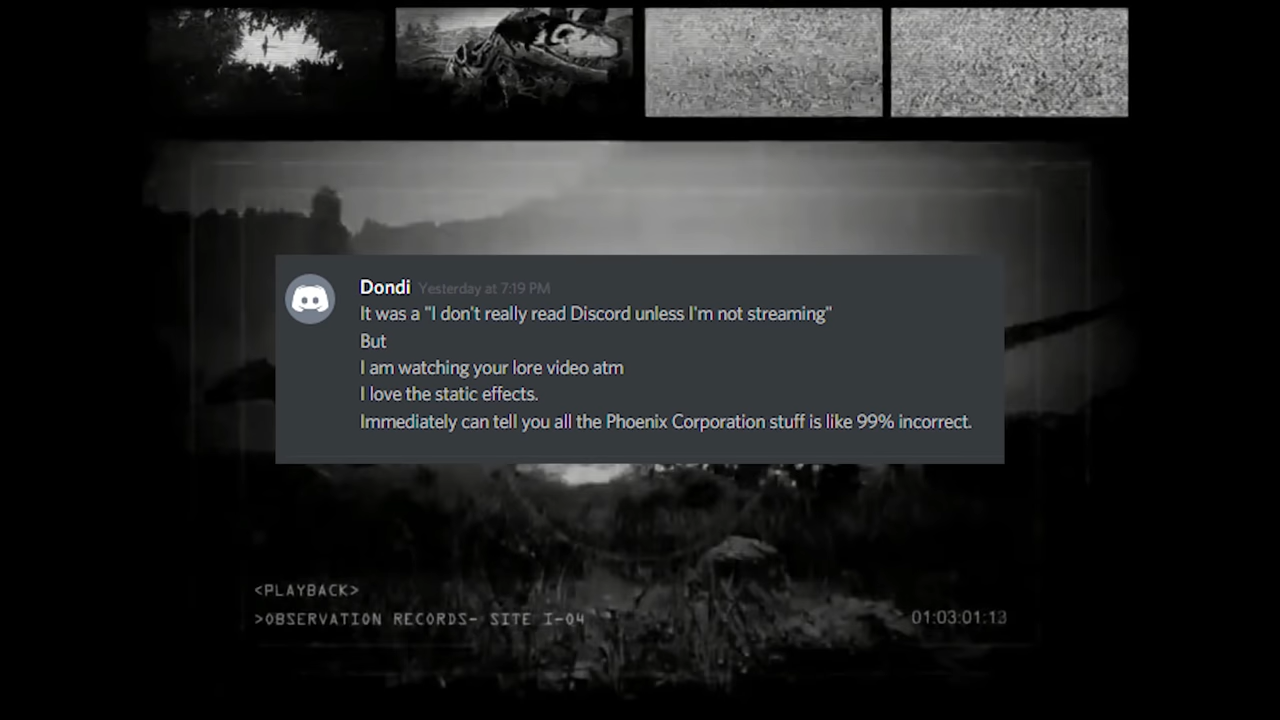 Dondi Yesterday at 7:19 PM
It was a "I don't really read Discord unless I'm not streaming"
But
I am watching your lore video atm
I love the static effects.
Immediately can tell you all the Phoenix Corporation stuff is like 99% incorrect.
<PLAYBACK>
>OBSERVATION RECORDS- SITE I-04
01:03:01:13